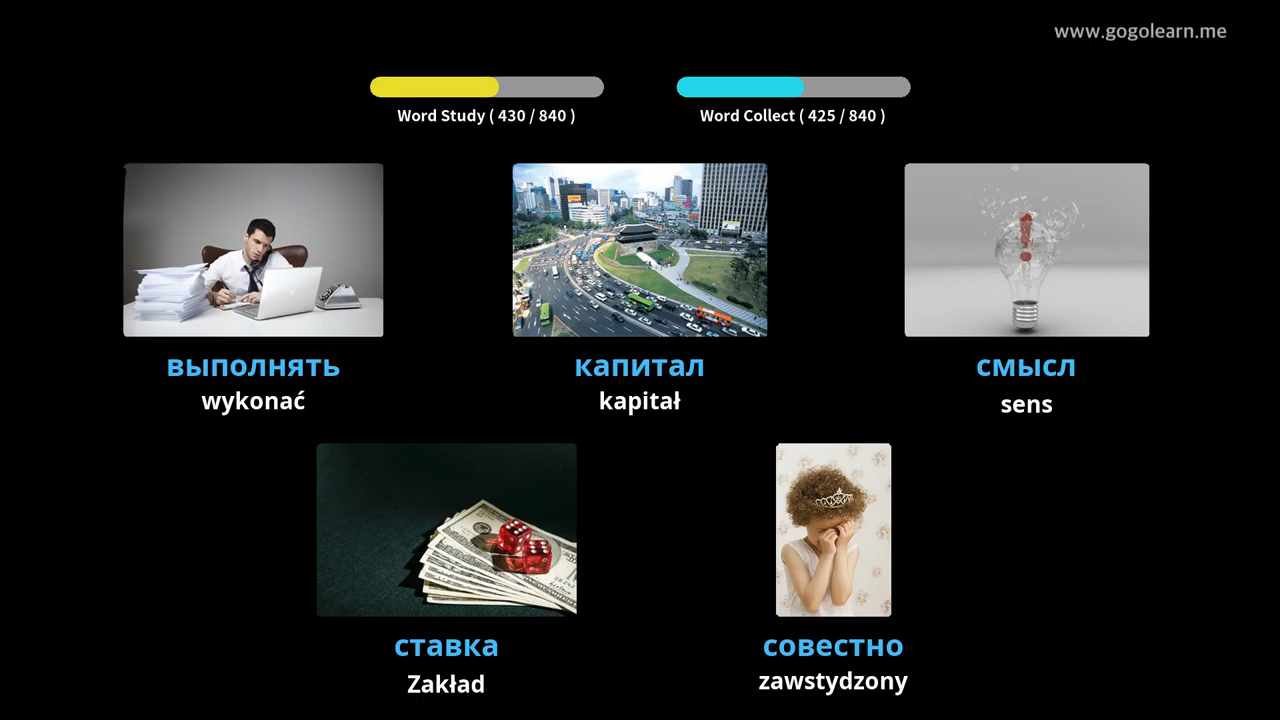 www.gogolearn.me
Word Study ( 430 / 840 )
Word Collect ( 425 / 840 )
выполнять
wykonać
капитал
kapitał
смысл
sens
ставка
Zakład
совестно
zawstydzony